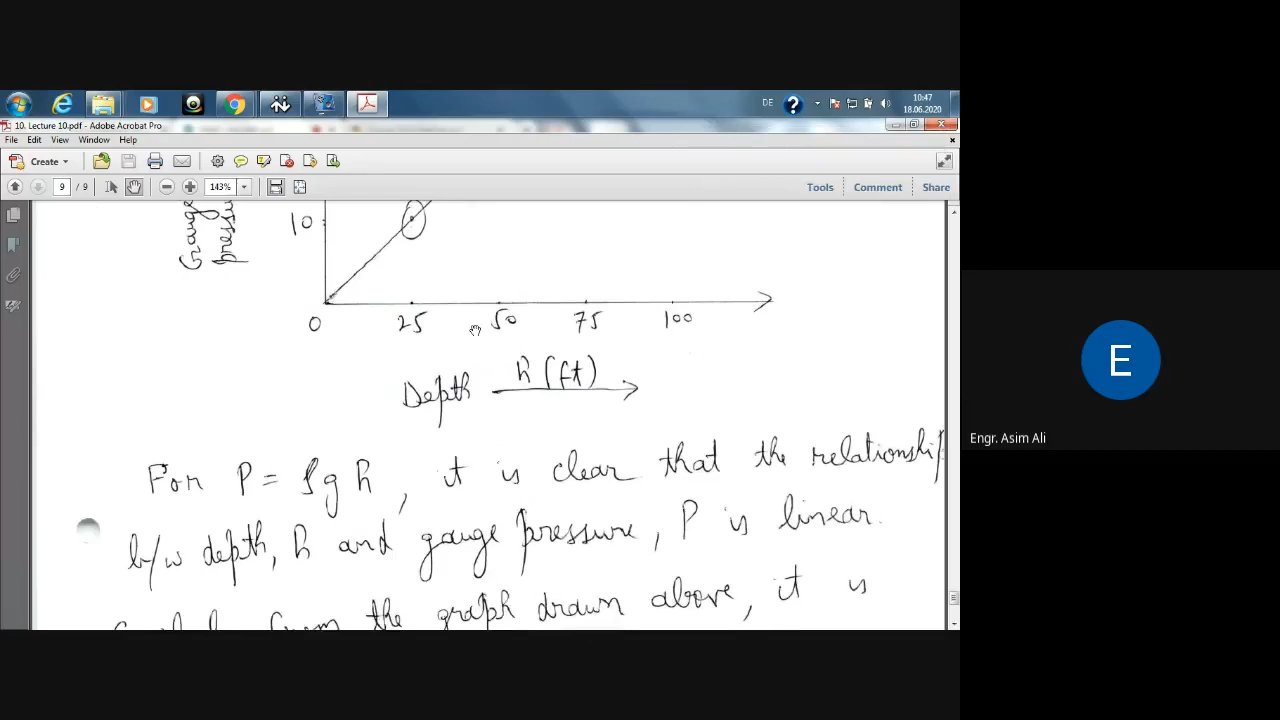 DE
10:47
18.06.2020
10. Lecture 10.pdf - Adobe Acrobat Pro
File Edit View Window Help
Create
9 / 9 143% Tools Comment Share
Gauge
pressure
10
0 25 50 75 100
Depth h (ft)
For P = ρgh, it is clear that the relationship
b/w depth, h and gauge pressure, P is linear.
the graph drawn above, it is
E
Engr. Asim Ali